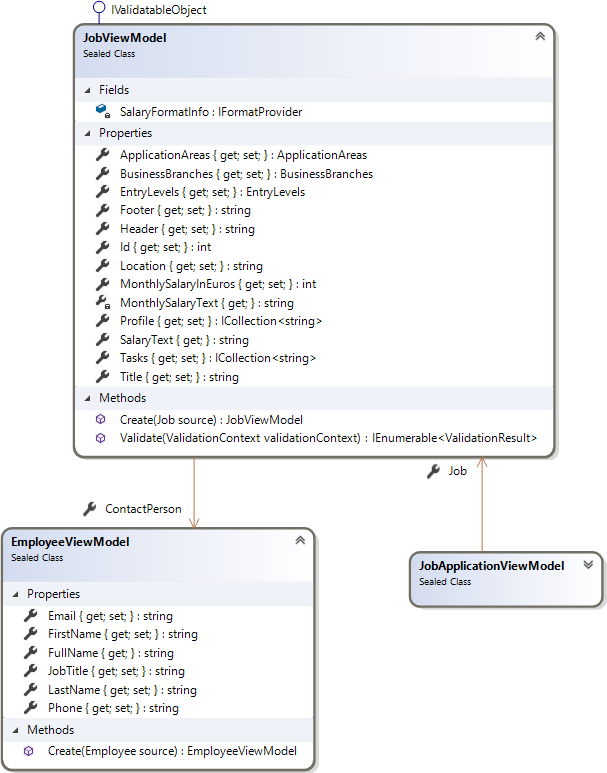 IValidatableObject
JobViewModel
Sealed Class
Fields
SalaryFormatInfo : IFormatProvider
Properties
ApplicationAreas { get; set; } : ApplicationAreas
BusinessBranches { get; set; } : BusinessBranches
EntryLevels { get; set; } : EntryLevels
Footer { get; set; } : string
Header { get; set; } : string
Id { get; set; } : int
Location { get; set; } : string
MonthlySalaryInEuros { get; set; } : int
MonthlySalaryText { get; } : string
Profile { get; set; } : ICollection<string>
SalaryText { get; } : string
Tasks { get; set; } : ICollection<string>
Title { get; set; } : string
Methods
Create(Job source) : JobViewModel
Validate(ValidationContext validationContext) : IEnumerable<ValidationResult>
Job
ContactPerson
EmployeeViewModel
Sealed Class
Properties
Email { get; set; } : string
FirstName { get; set; } : string
FullName { get; } : string
JobTitle { get; set; } : string
LastName { get; set; } : string
Phone { get; set; } : string
Methods
Create(Employee source) : EmployeeViewModel
JobApplicationViewModel
Sealed Class